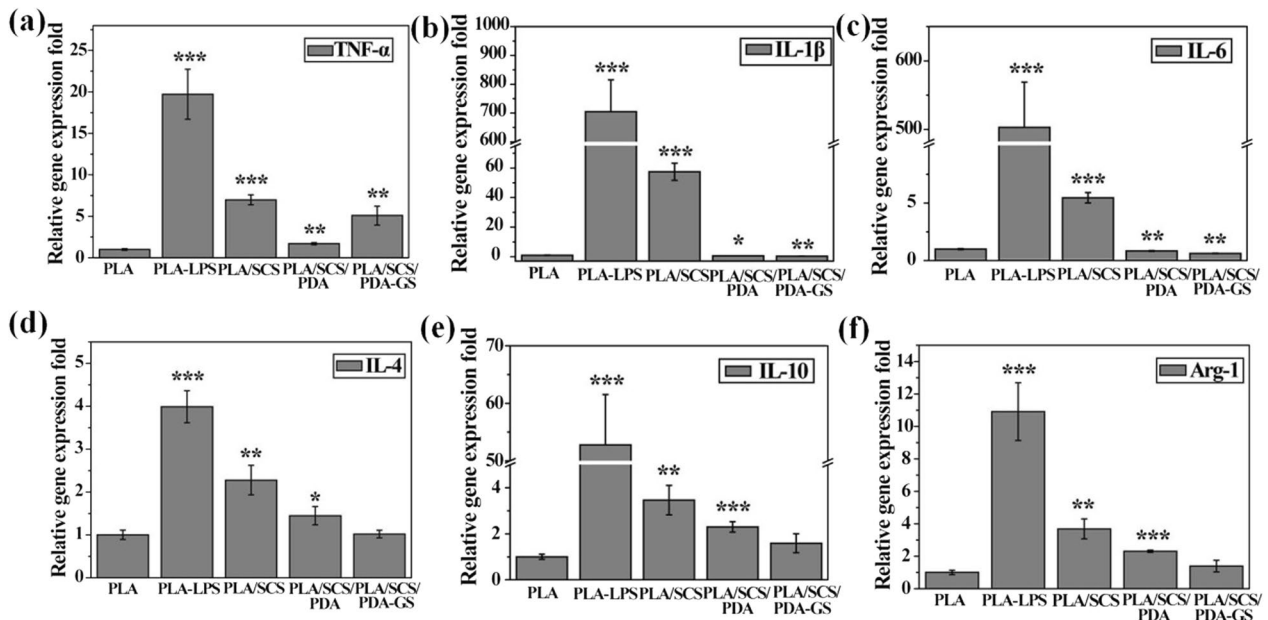 (a)
Relative gene expression fold
TNF-α
25
20
15
10
5
0
***
***
**
**
PLA
PLA-LPS
PLA/SCS
PLA/SCS/
PDA
PLA/SCS/
PDA-GS
(b)
Relative gene expression fold
IL-1β
1000
900
800
700
600
60
40
20
0
***
***
*
**
PLA
PLA-LPS
PLA/SCS
PLA/SCS/
PDA
PLA/SCS/
PDA-GS
(c)
Relative gene expression fold
IL-6
600
500
5
0
***
***
**
**
PLA
PLA-LPS
PLA/SCS
PLA/SCS/
PDA
PLA/SCS/
PDA-GS
(d)
Relative gene expression fold
IL-4
5
4
3
2
1
0
***
**
*
PLA
PLA-LPS
PLA/SCS
PLA/SCS/
PDA
PLA/SCS/
PDA-GS
(e)
Relative gene expression fold
IL-10
70
60
50
4
2
0
***
**
***
PLA
PLA-LPS
PLA/SCS
PLA/SCS/
PDA
PLA/SCS/
PDA-GS
(f)
Relative gene expression fold
Arg-1
14
12
10
8
6
4
2
0
***
**
***
PLA
PLA-LPS
PLA/SCS
PLA/SCS/
PDA
PLA/SCS/
PDA-GS